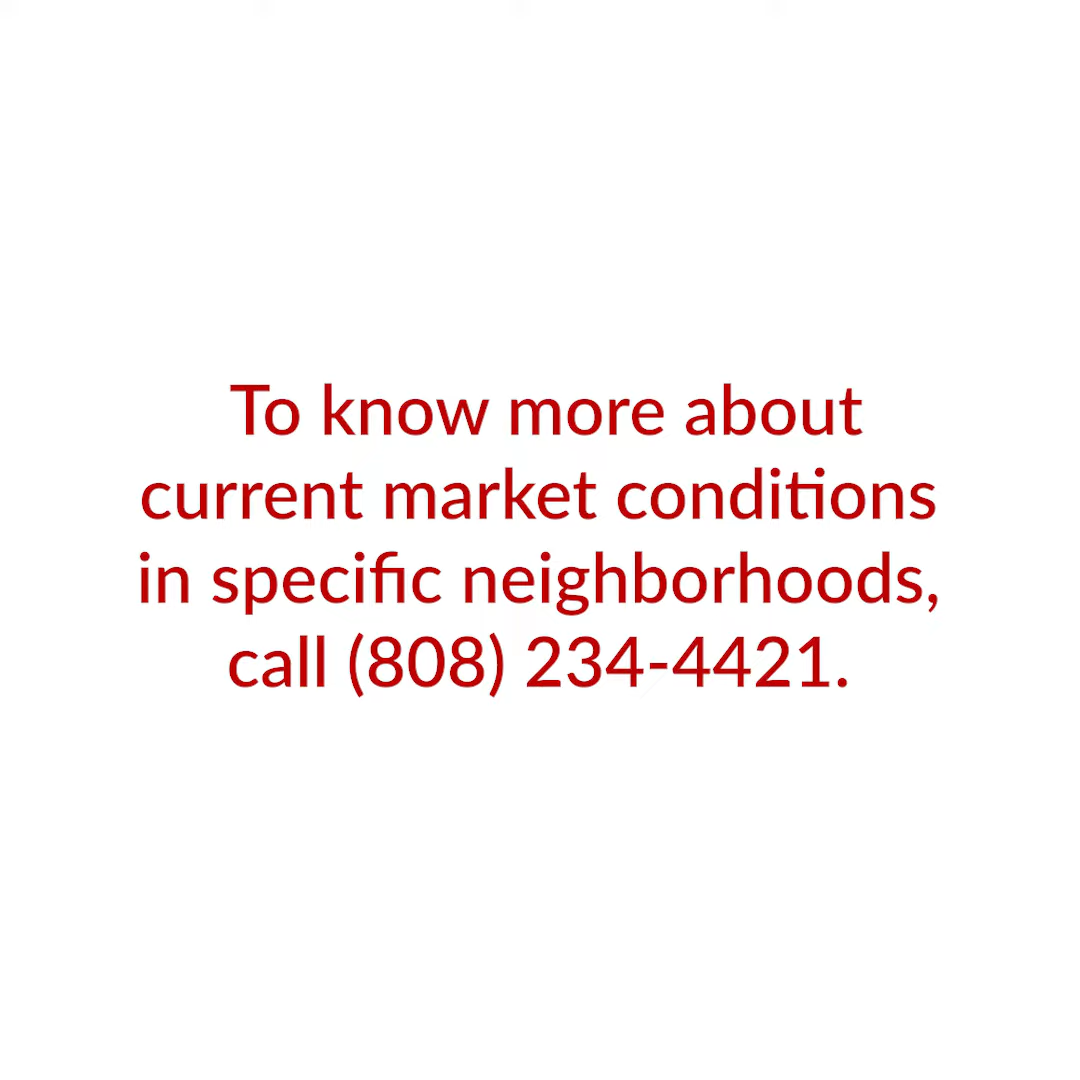 To know more about
current market conditions
in specific neighborhoods,
call (808) 234-4421.